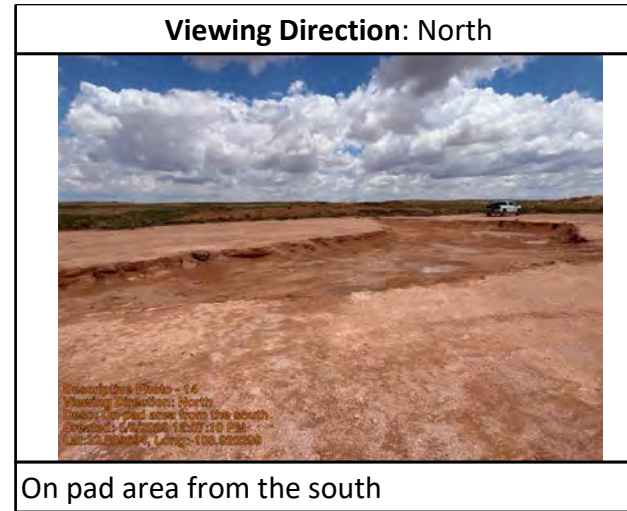 Viewing Direction: North
Descriptive Photo - 14
Viewing Direction: North
Desc: On pad area from the south
Created:
On pad area from the south